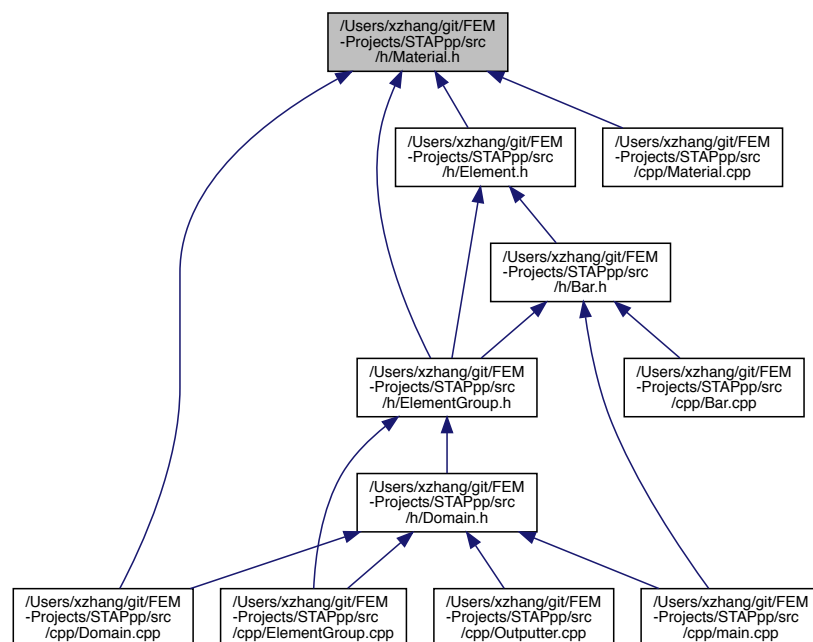 /Users/xzhang/git/FEM
-Projects/STAPpp/src
/h/Material.h
/Users/xzhang/git/FEM
-Projects/STAPpp/src
/h/Element.h
/Users/xzhang/git/FEM
-Projects/STAPpp/src
/cpp/Material.cpp
/Users/xzhang/git/FEM
-Projects/STAPpp/src
/h/Bar.h
/Users/xzhang/git/FEM
-Projects/STAPpp/src
/h/ElementGroup.h
/Users/xzhang/git/FEM
-Projects/STAPpp/src
/cpp/Bar.cpp
/Users/xzhang/git/FEM
-Projects/STAPpp/src
/h/Domain.h
/Users/xzhang/git/FEM
-Projects/STAPpp/src
/cpp/Domain.cpp
/Users/xzhang/git/FEM
-Projects/STAPpp/src
/cpp/ElementGroup.cpp
/Users/xzhang/git/FEM
-Projects/STAPpp/src
/cpp/Outputter.cpp
/Users/xzhang/git/FEM
-Projects/STAPpp/src
/cpp/main.cpp